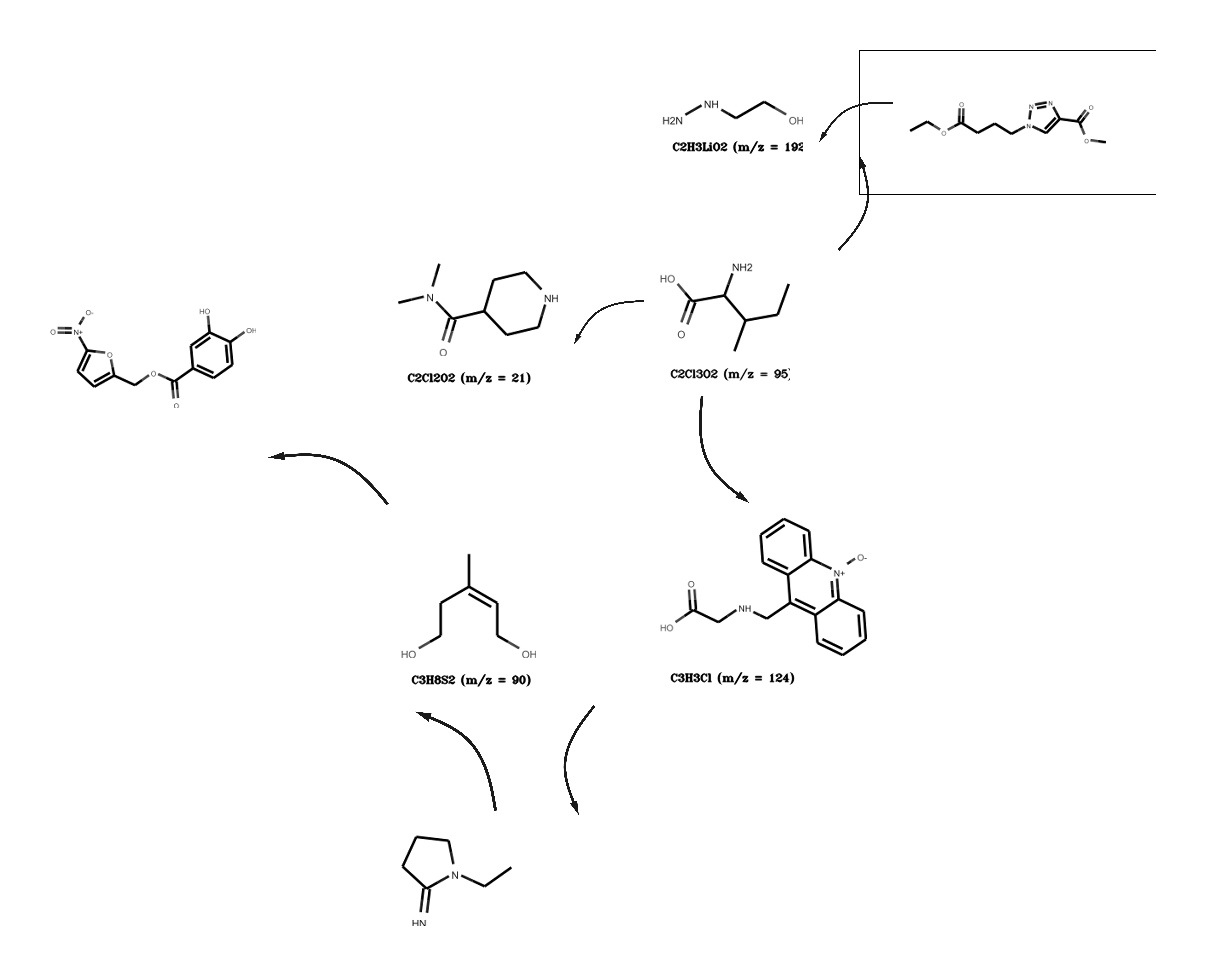 H2N NH OH
C2H3LiO2 (m/z = 192
O O N N N O O
HO NH2 O
C2Cl3O2 (m/z = 95)
N NH O
C2Cl2O2 (m/z = 21)
O N+ O- O O O HO OH
HO OH
C3H8S2 (m/z = 90)
O HO NH N+ O-
C3H3Cl (m/z = 124)
N HN